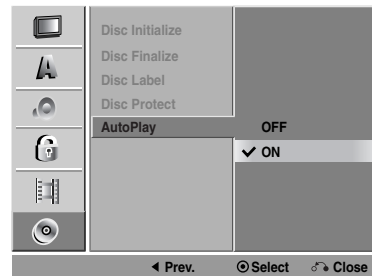 Disc Initialize
Disc Finalize
Disc Label
Disc Protect
AutoPlay
OFF
✓ ON
◀ Prev. ⦿ Select Close